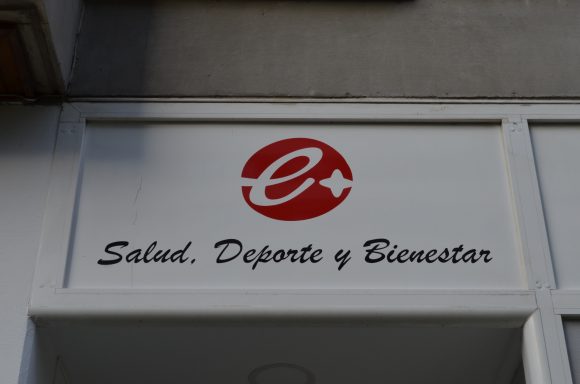 e+
Salud, Deporte y Bienestar